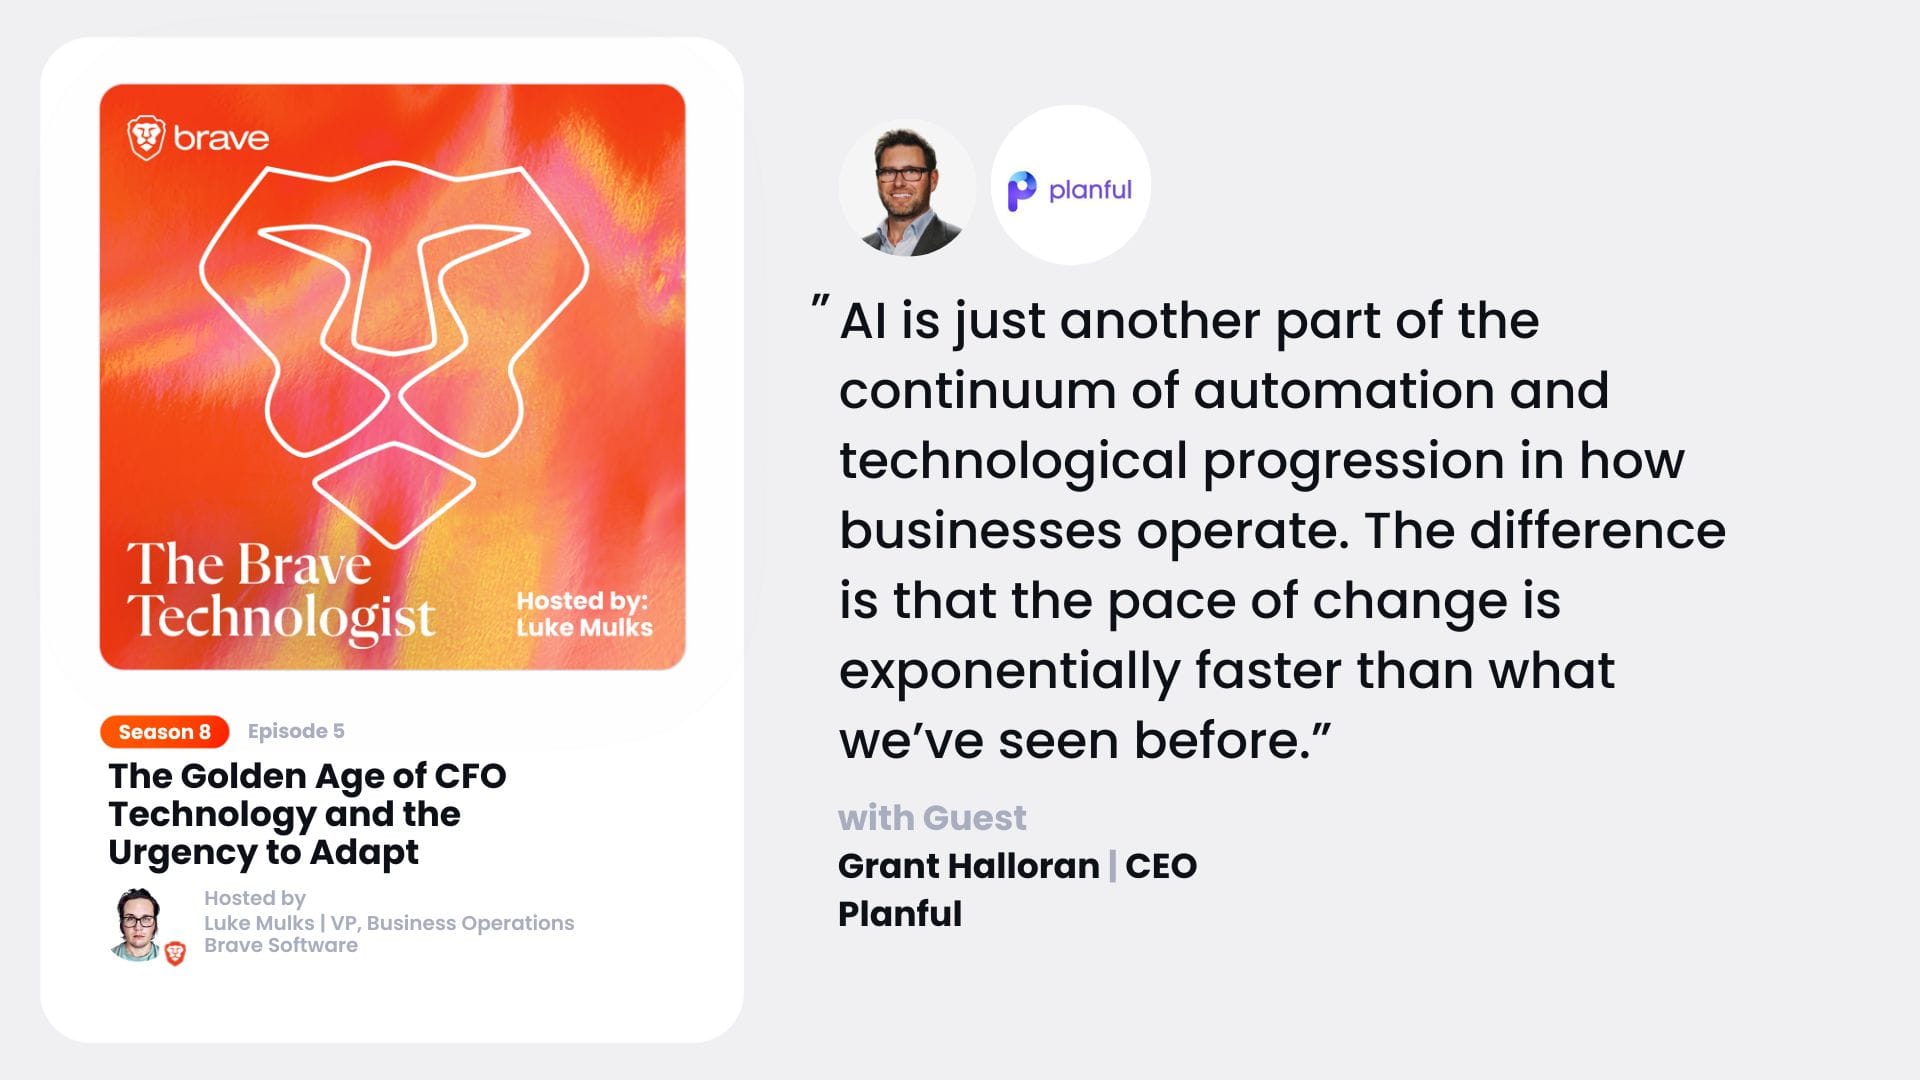 brave
The Brave
Technologist
Hosted by:
Luke Mulks
Season 8
Episode 5
The Golden Age of CFO
Technology and the
Urgency to Adapt
Hosted by
Luke Mulks | VP, Business Operations
Brave Software
planful
” AI is just another part of the
continuum of automation and
technological progression in how
businesses operate. The difference
is that the pace of change is
exponentially faster than what
we’ve seen before.”
with Guest
Grant Halloran | CEO
Planful